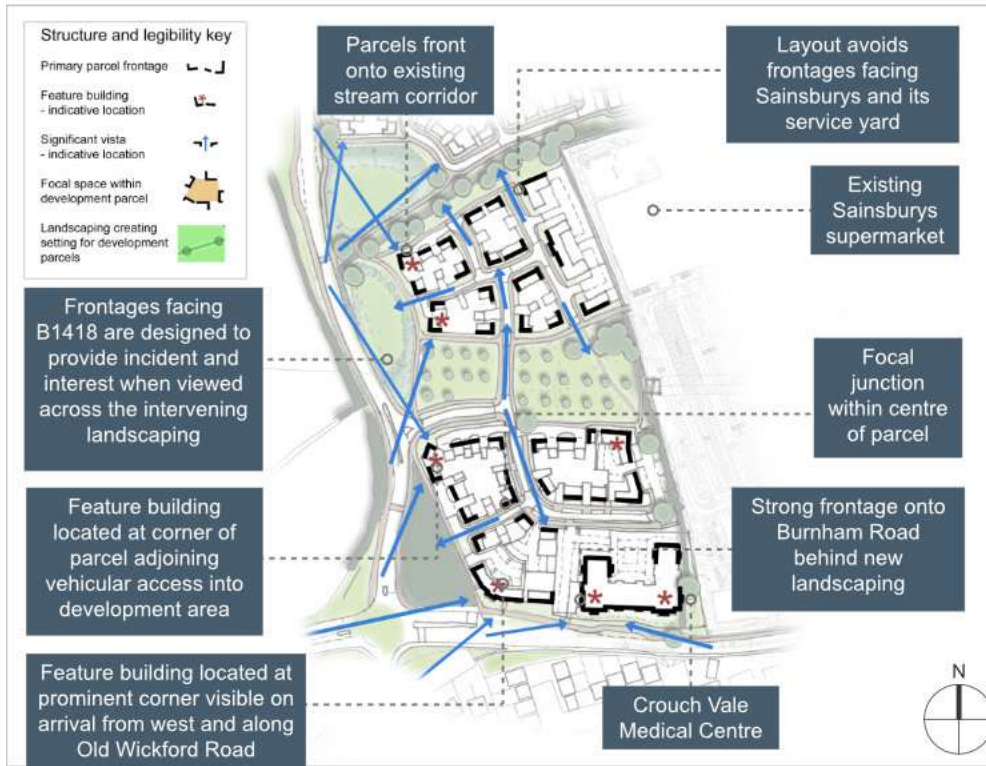 Structure and legibility key
Primary parcel frontage
Feature building
- indicative location
Significant vista
- indicative location
Focal space within
development parcel
Landscaping creating
setting for development
parcels
Parcels front
onto existing
stream corridor
Layout avoids
frontages facing
Sainsburys and its
service yard
Existing
Sainsburys
supermarket
Frontages facing
B1418 are designed to
provide incident and
interest when viewed
across the intervening
landscaping
Focal
junction
within centre
of parcel
Feature building
located at corner of
parcel adjoining
vehicular access into
development area
Strong frontage onto
Burnham Road
behind new
landscaping
Feature building located at
prominent corner visible on
arrival from west and along
Old Wickford Road
Crouch Vale
Medical Centre
N